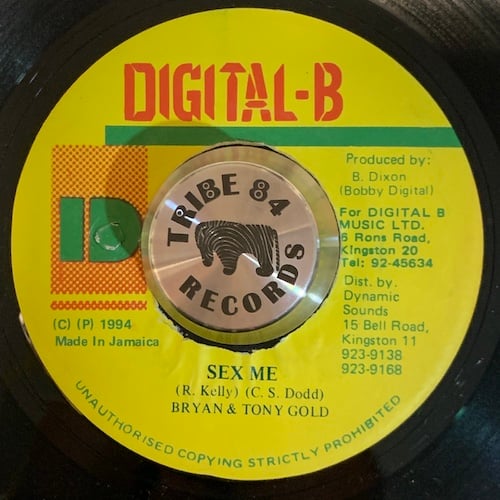 DIGITAL-B
Produced by:
B. Dixon
(Bobby Digital)
For DIGITAL B
MUSIC LTD.
6 Rons Road,
Kingston 20
Tel: 92-45634
Dist. by.
Dynamic
Sounds
15 Bell Road,
Kingston 11
923-9138
923-9168
TRIBE 84
RECORDS
(C) (P) 1994
Made In Jamaica
SEX ME
(R. Kelly) (C. S. Dodd)
BRYAN & TONY GOLD
UNAUTHORISED COPYING STRICTLY PROHIBITED